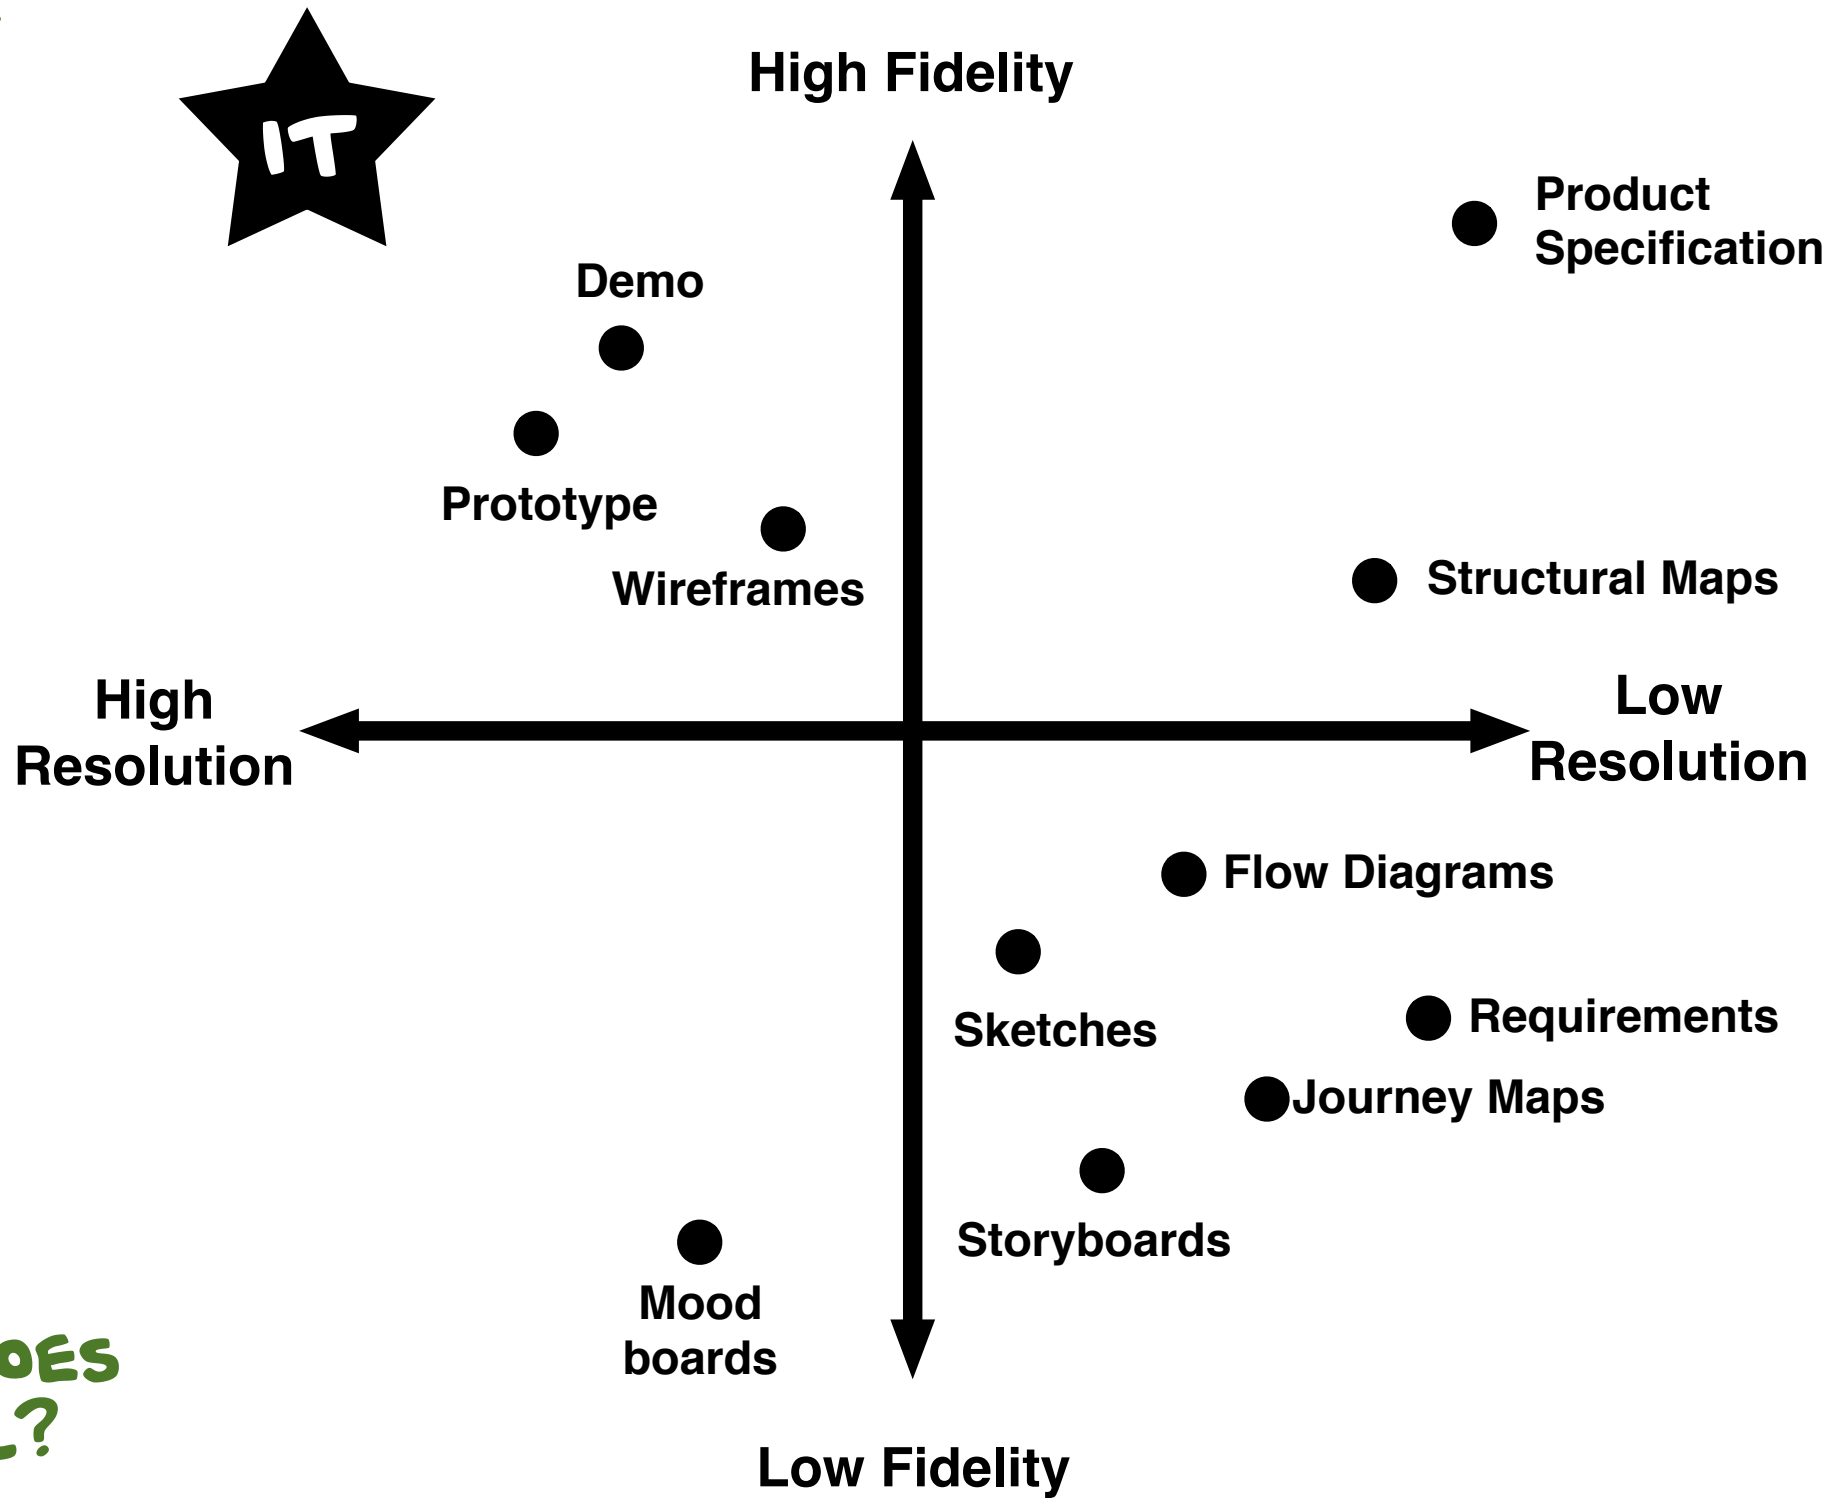 High Fidelity
IT
Product
Specification
Demo
Prototype
Wireframes
Structural Maps
High
Resolution
Low
Resolution
Flow Diagrams
Sketches
Requirements
Journey Maps
Storyboards
Mood
boards
?
Low Fidelity